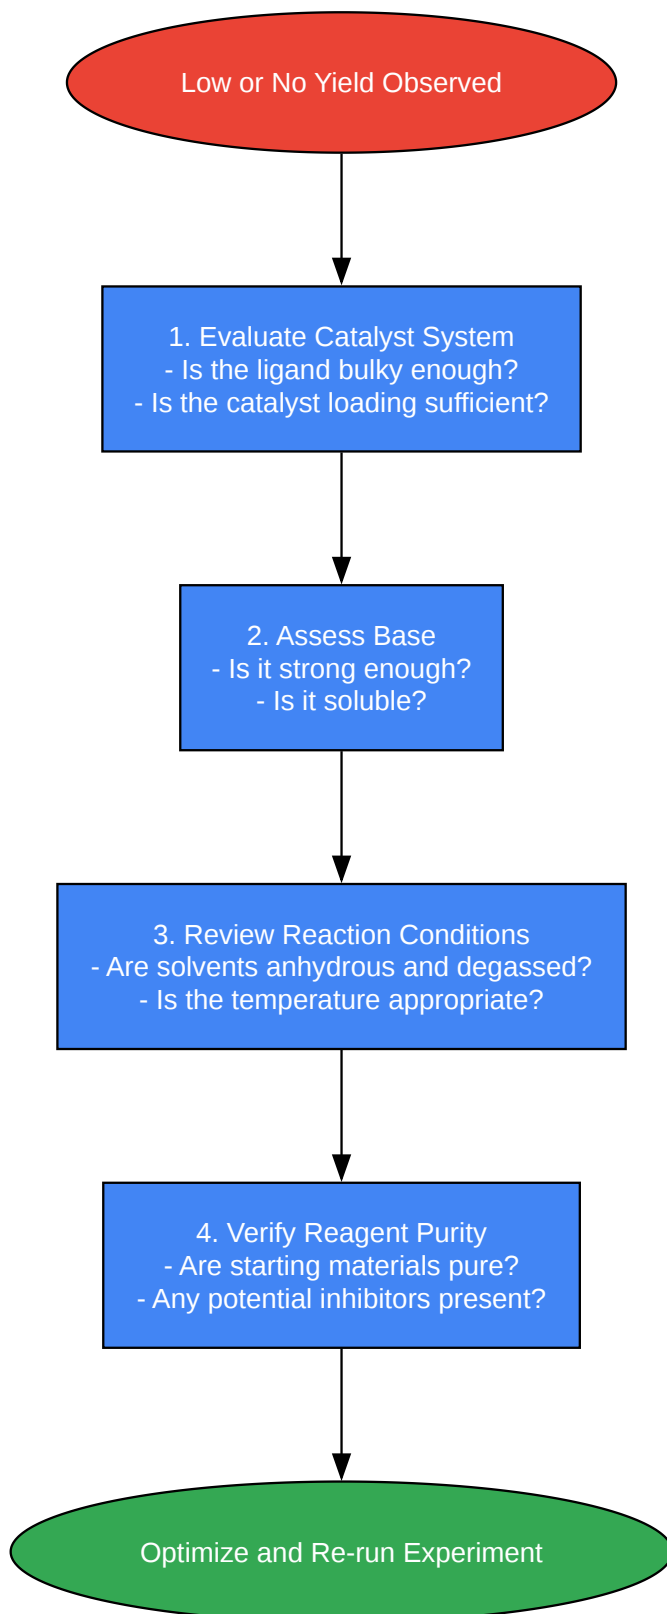 Low or No Yield Observed
1. Evaluate Catalyst System
- Is the ligand bulky enough?
- Is the catalyst loading sufficient?
2. Assess Base
- Is it strong enough?
- Is it soluble?
3. Review Reaction Conditions
- Are solvents anhydrous and degassed?
- Is the temperature appropriate?
4. Verify Reagent Purity
- Are starting materials pure?
- Any potential inhibitors present?
Optimize and Re-run Experiment